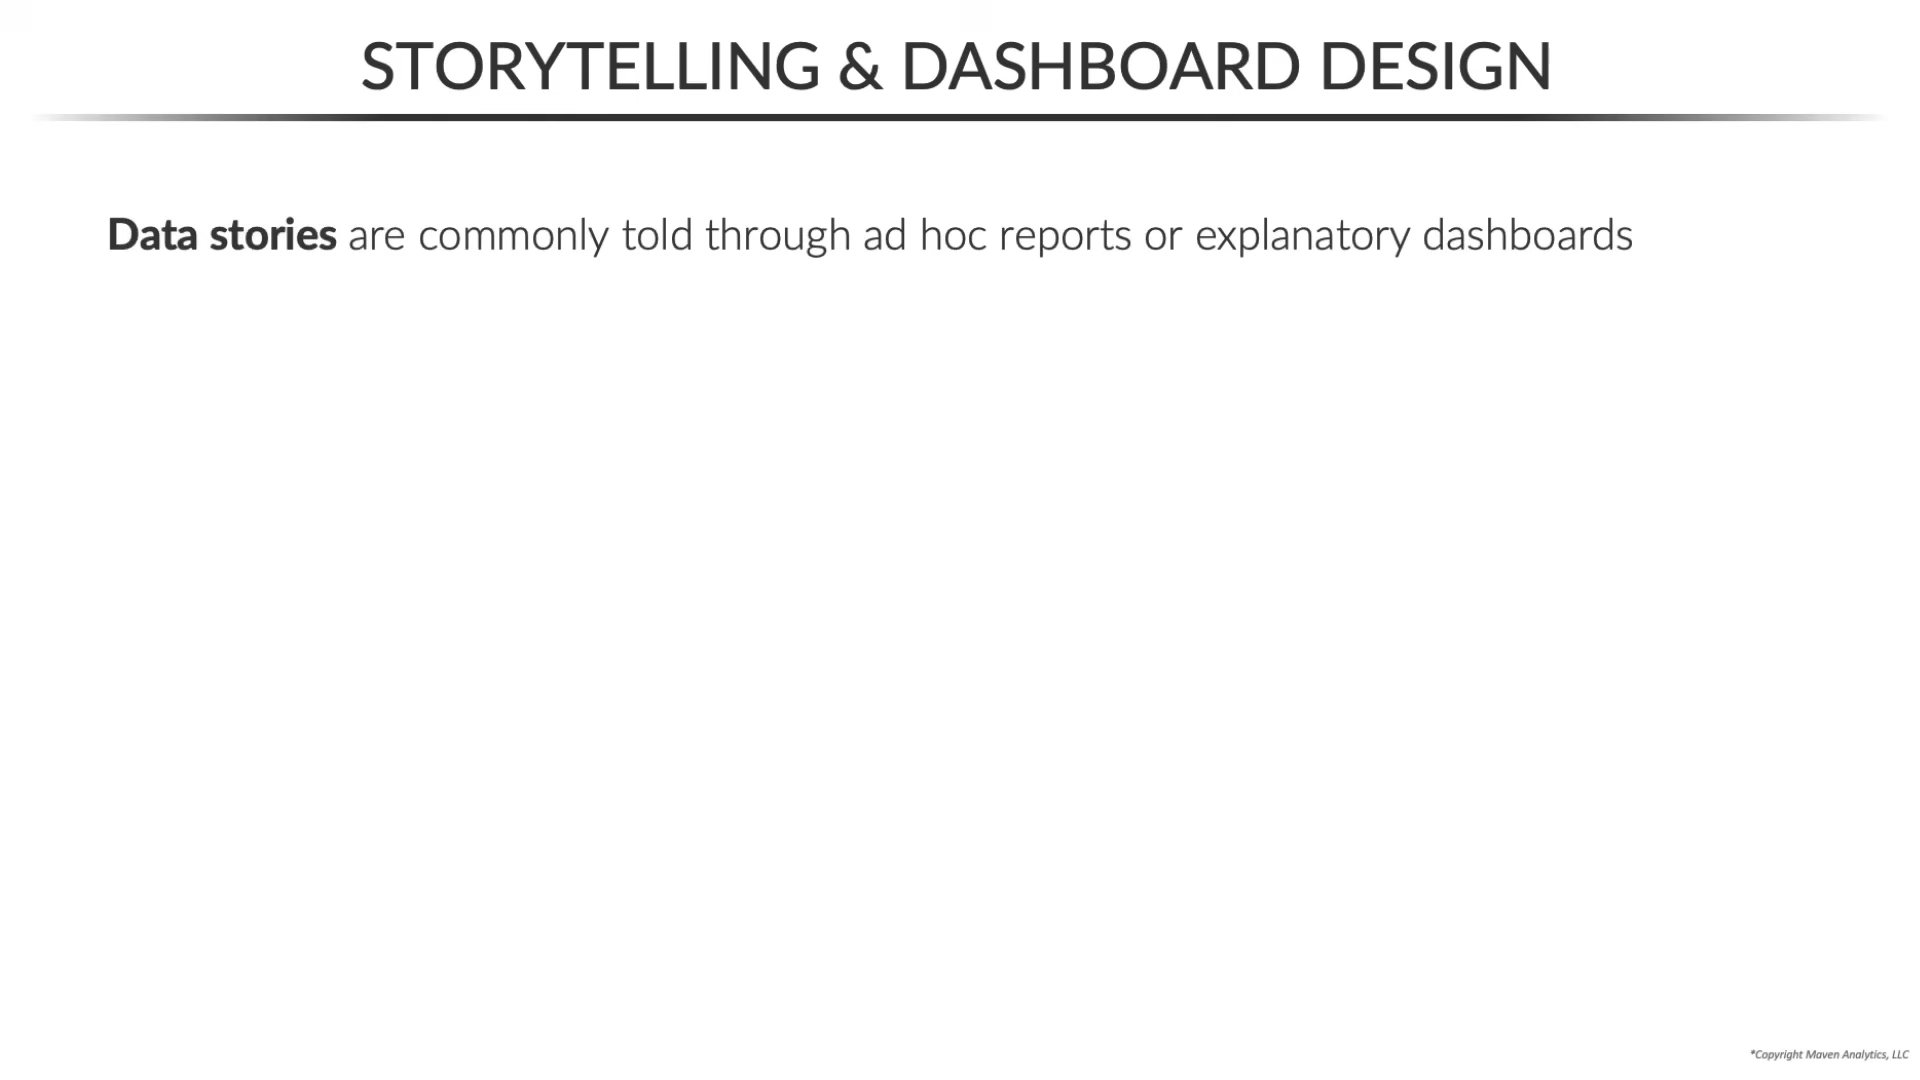 STORYTELLING & DASHBOARD DESIGN
Data stories are commonly told through ad hoc reports or explanatory dashboards
*Copyright Maven Analytics, LLC